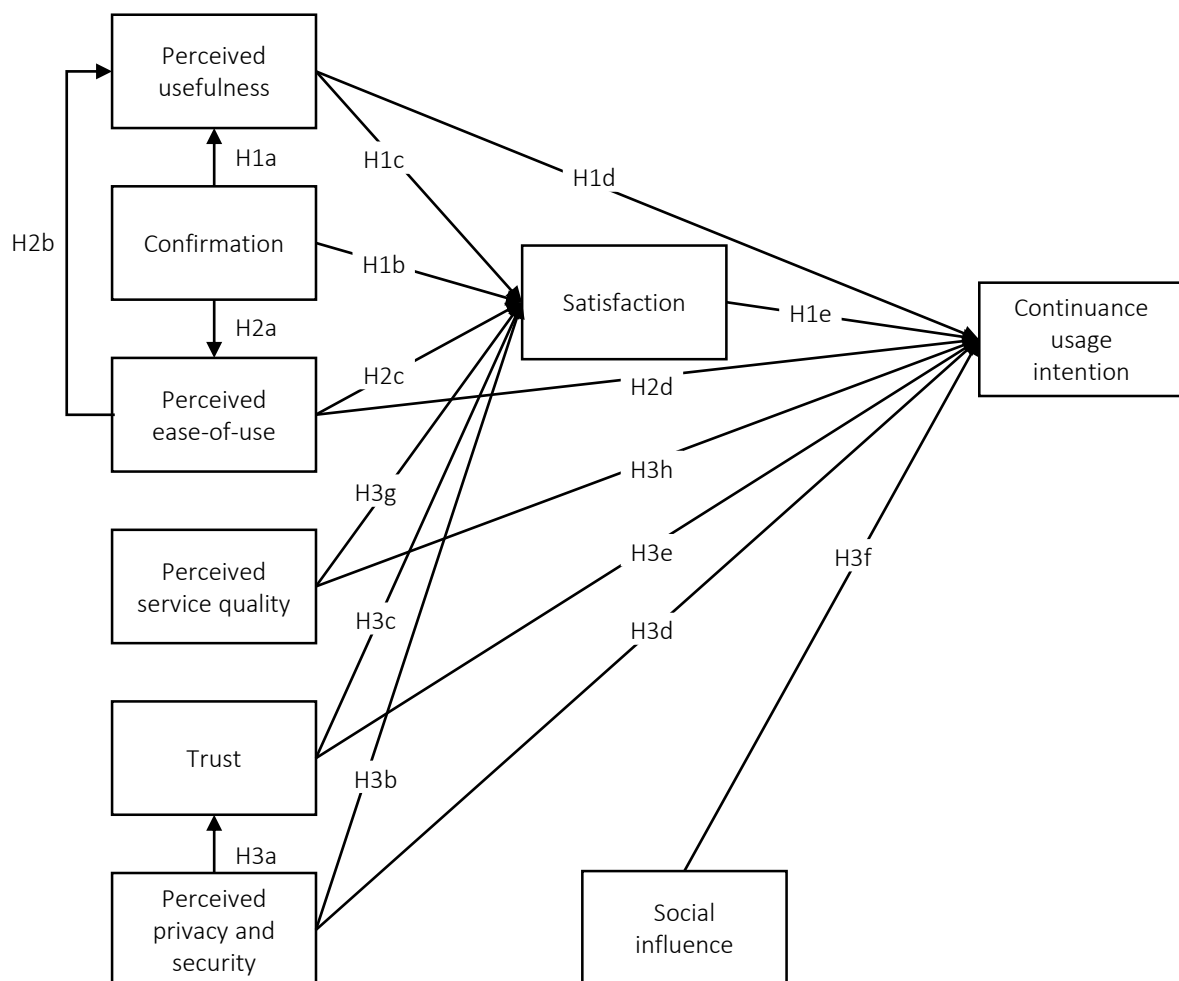 Perceived
usefulness
H1a
H1c
H1d
H2b
Confirmation
H1b
Satisfaction
H1e
Continuance
usage
intention
H2a
H2c
H2d
Perceived
ease-of-use
H3g
H3h
Perceived
service quality
H3e
H3f
H3c
H3d
Trust
H3b
H3a
Perceived
privacy and
security
Social
influence